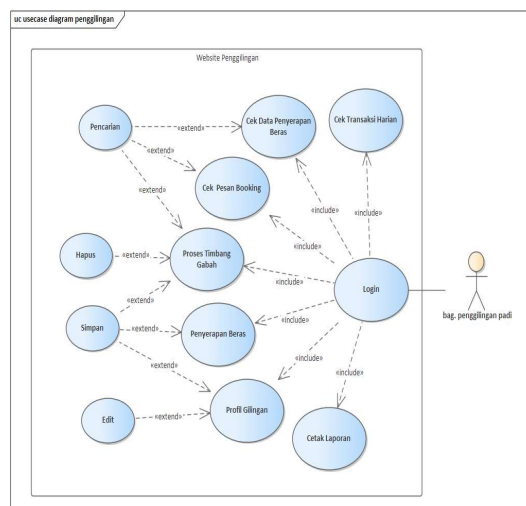 uc usecase diagram penggilingan
Website Penggilingan
Pencarian
«extend»
Cek Data Penyerapan
Beras
Cek Transaksi Harian
«extend»
Cek Pesan Booking
«extend»
«include»
«include»
«include»
Hapus
«extend»
Proses Timbang
Gabah
«include»
Login
bag. penggilingan padi
«extend»
Simpan
«extend»
Penyerapan Beras
«include»
«extend»
«include»
«include»
Edit
«extend»
Profil Gilingan
Cetak Laporan